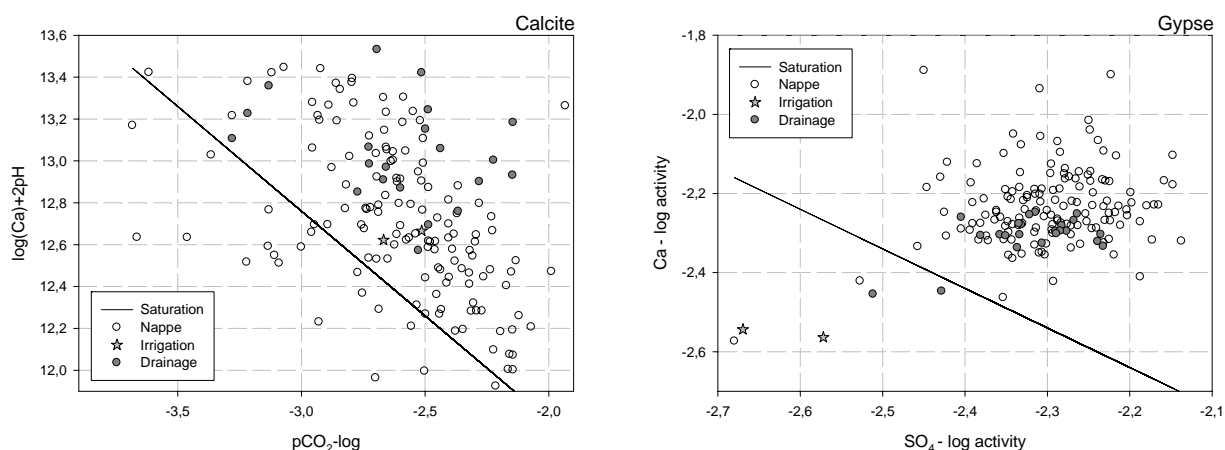 Calcite
13,6
13,4
13,2
13,0
12,8
12,6
12,4
12,2
12,0
log(Ca)+2pH
Saturation
Nappe
Irrigation
Drainage
-3,5
-3,0
-2,5
-2,0
pCO₂-log
Gypse
-1,8
-2,0
-2,2
-2,4
-2,6
Ca - log activity
Saturation
Nappe
Irrigation
Drainage
-2,7
-2,6
-2,5
-2,4
-2,3
-2,2
-2,1
SO₄ - log activity